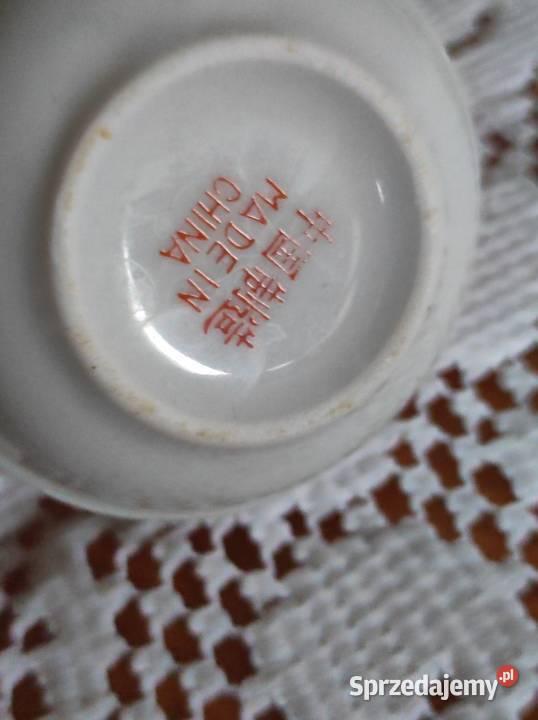 中国制造
MADE IN
CHINA
Sprzedajemy.pl